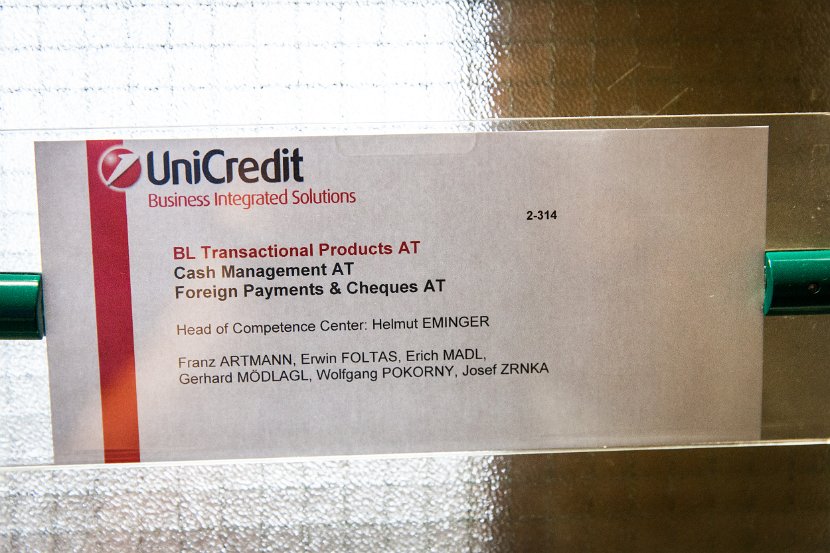 UniCredit
Business Integrated Solutions
2-314
BL Transactional Products AT
Cash Management AT
Foreign Payments & Cheques AT
Head of Competence Center: Helmut EMINGER
Franz ARTMANN, Erwin FOLTAS, Erich MADL,
Gerhard MÖDLAGL, Wolfgang POKORNY, Josef ZRNKA